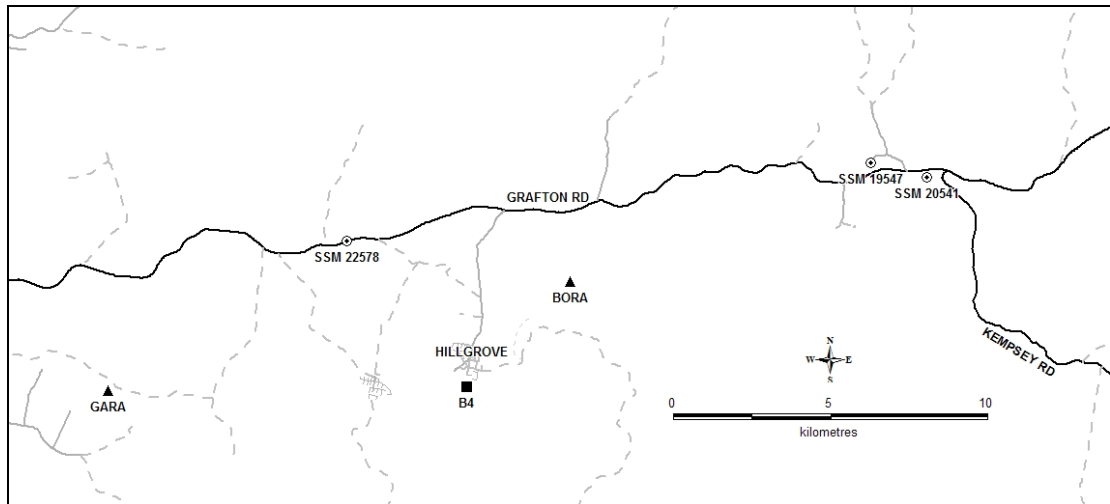 SSM 19547
SSM 20541
GRAFTON RD
SSM 22578
BORA
HILLGROVE
KEMPSEY RD
N
W E
S
GARA
B4
0 5 10
kilometres